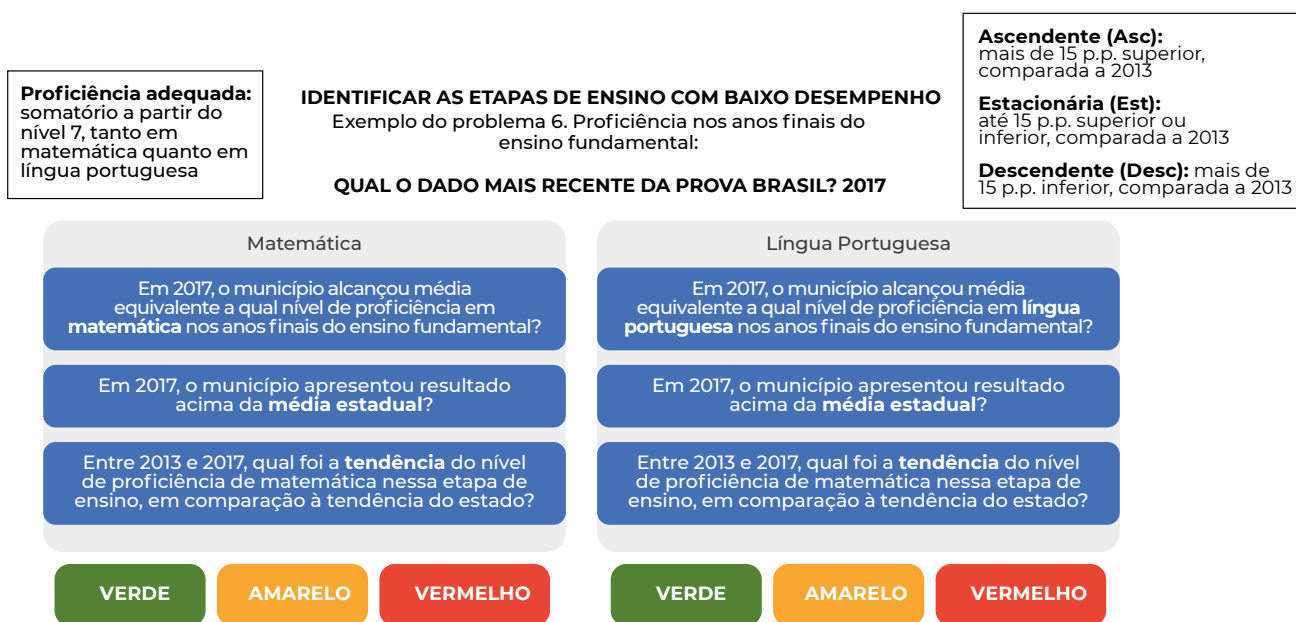 Proficiência adequada:
somatório a partir do
nível 7, tanto em
matemática quanto em
língua portuguesa
IDENTIFICAR AS ETAPAS DE ENSINO COM BAIXO DESEMPENHO
Exemplo do problema 6. Proficiência nos anos finais do
ensino fundamental:
QUAL O DADO MAIS RECENTE DA PROVA BRASIL? 2017
Ascendente (Asc):
mais de 15 p.p. superior,
comparada a 2013
Estacionária (Est):
até 15 p.p. superior ou
inferior, comparada a 2013
Descendente (Desc): mais de
15 p.p. inferior, comparada a 2013
Matemática
Em 2017, o município alcançou média
equivalente a qual nível de proficiência em
matemática nos anos finais do ensino fundamental?
Em 2017, o município apresentou resultado
acima da média estadual?
Entre 2013 e 2017, qual foi a tendência do nível
de proficiência de matemática nessa etapa de
ensino, em comparação à tendência do estado?
VERDE
AMARELO
VERMELHO
Língua Portuguesa
Em 2017, o município alcançou média
equivalente a qual nível de proficiência em língua
portuguesa nos anos finais do ensino fundamental?
Em 2017, o município apresentou resultado
acima da média estadual?
Entre 2013 e 2017, qual foi a tendência do nível
de proficiência de matemática nessa etapa de
ensino, em comparação à tendência do estado?
VERDE
AMARELO
VERMELHO